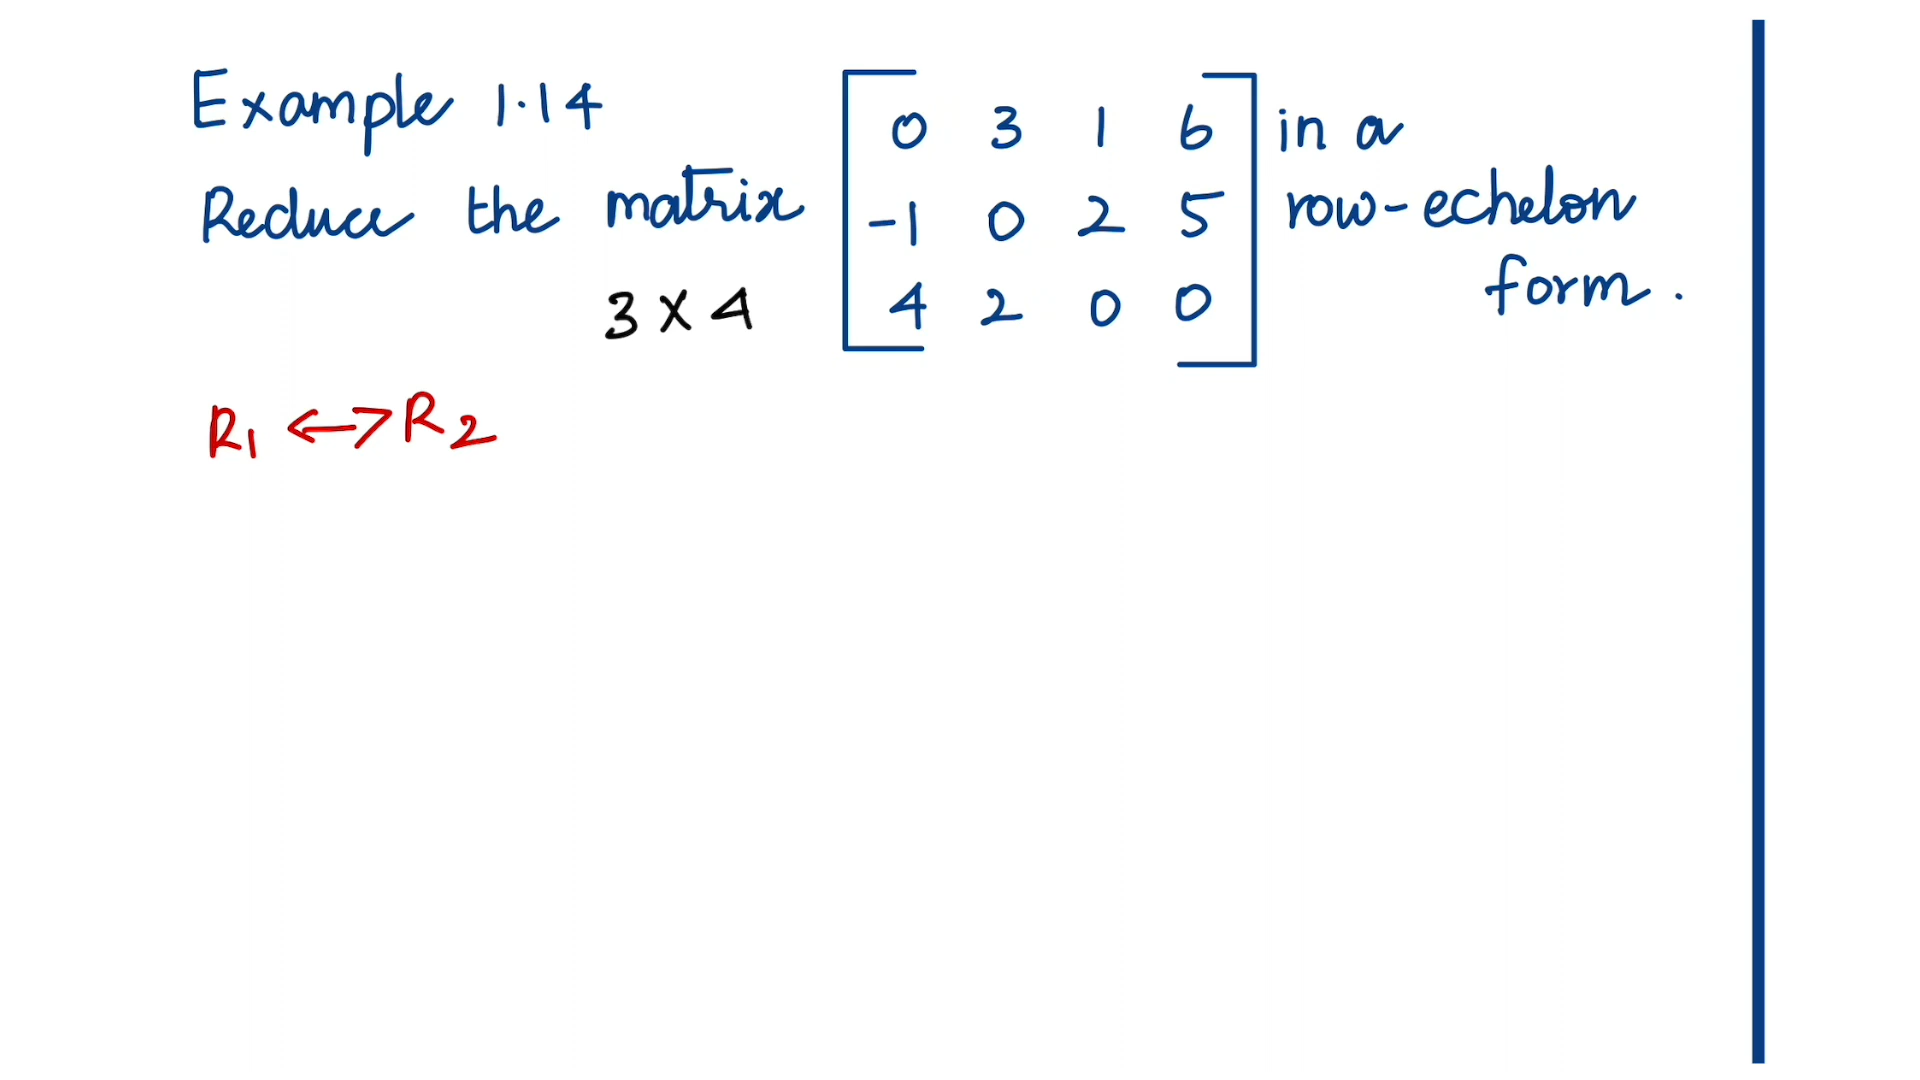 Example 1.14
Reduce the matrix [ 0 3 1 6 ] in a
[ -1 0 2 5 ] row-echelon
3 x 4 [ 4 2 0 0 ] form.
R1 <-> R2